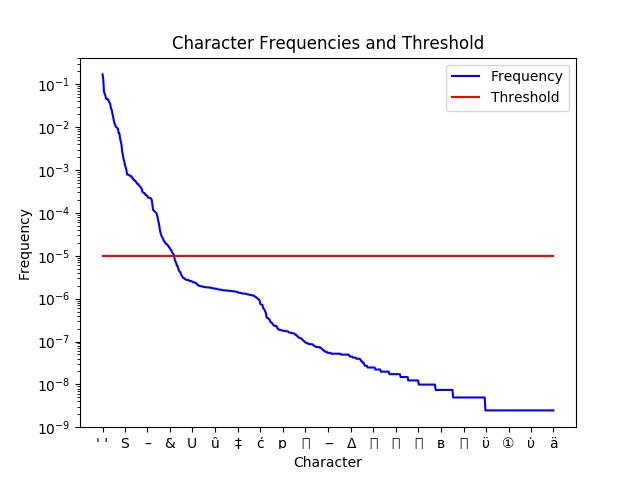 Character Frequencies and Threshold
Frequency
Threshold
Frequency
10⁻¹
10⁻²
10⁻³
10⁻⁴
10⁻⁵
10⁻⁶
10⁻⁷
10⁻⁸
10⁻⁹
' ' S – & U û ‡ ć p − Δ в ü ① ὺ ä
Character